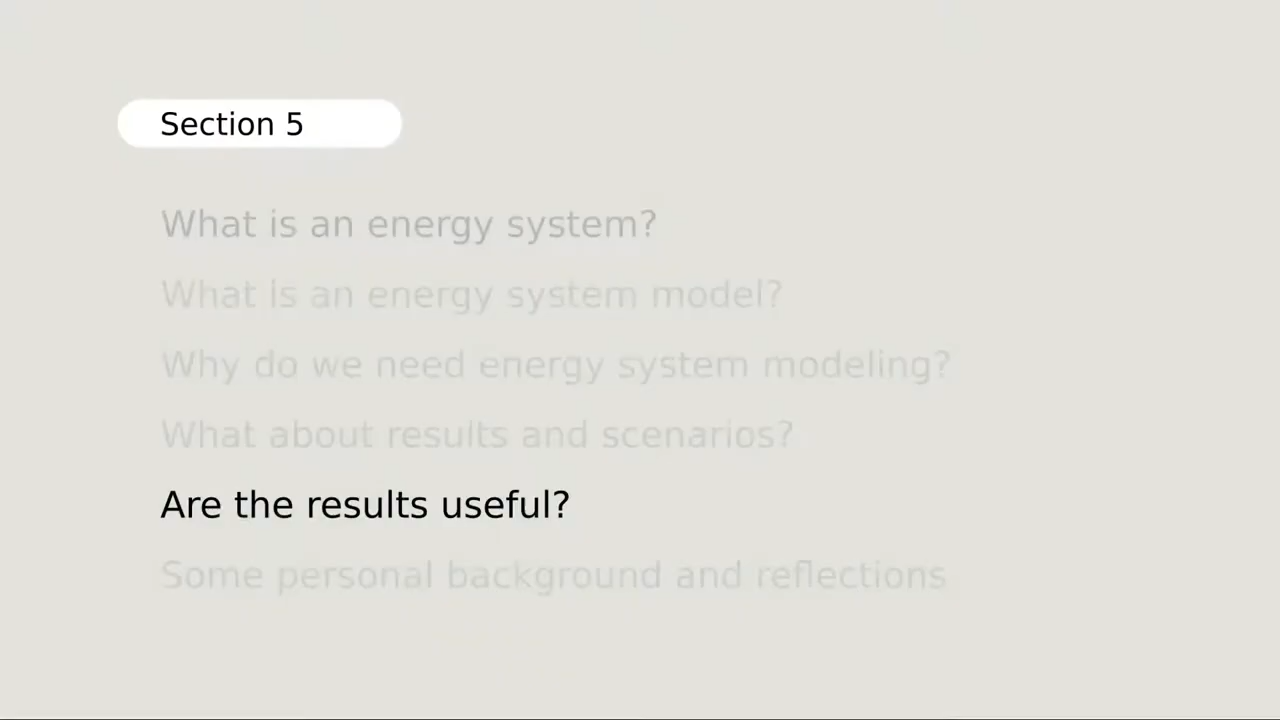 Section 5
What is an energy system?
What is an energy system model?
Why do we need energy system modeling?
What about results and scenarios?
Are the results useful?
Some personal background and reflections